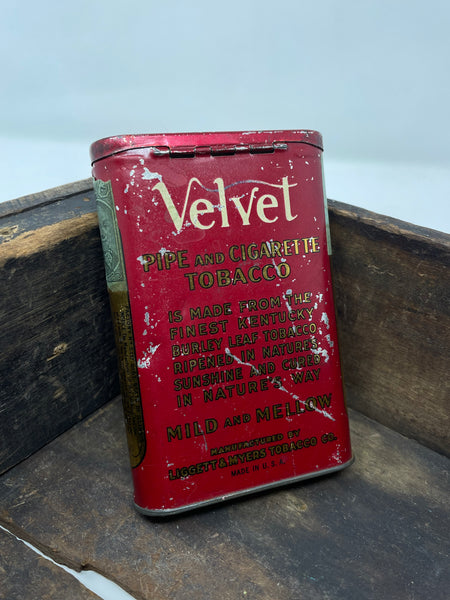 Velvet
PIPE AND CIGARETTE
TOBACCO
IS MADE FROM THE
FINEST KENTUCKY
BURLEY LEAF TOBACCO,
RIPENED IN NATURE'S
SUNSHINE AND CURED
IN NATURE'S WAY
MILD AND MELLOW
MANUFACTURED BY
LIGGETT & MYERS TOBACCO CO.
MADE IN U.S.A.